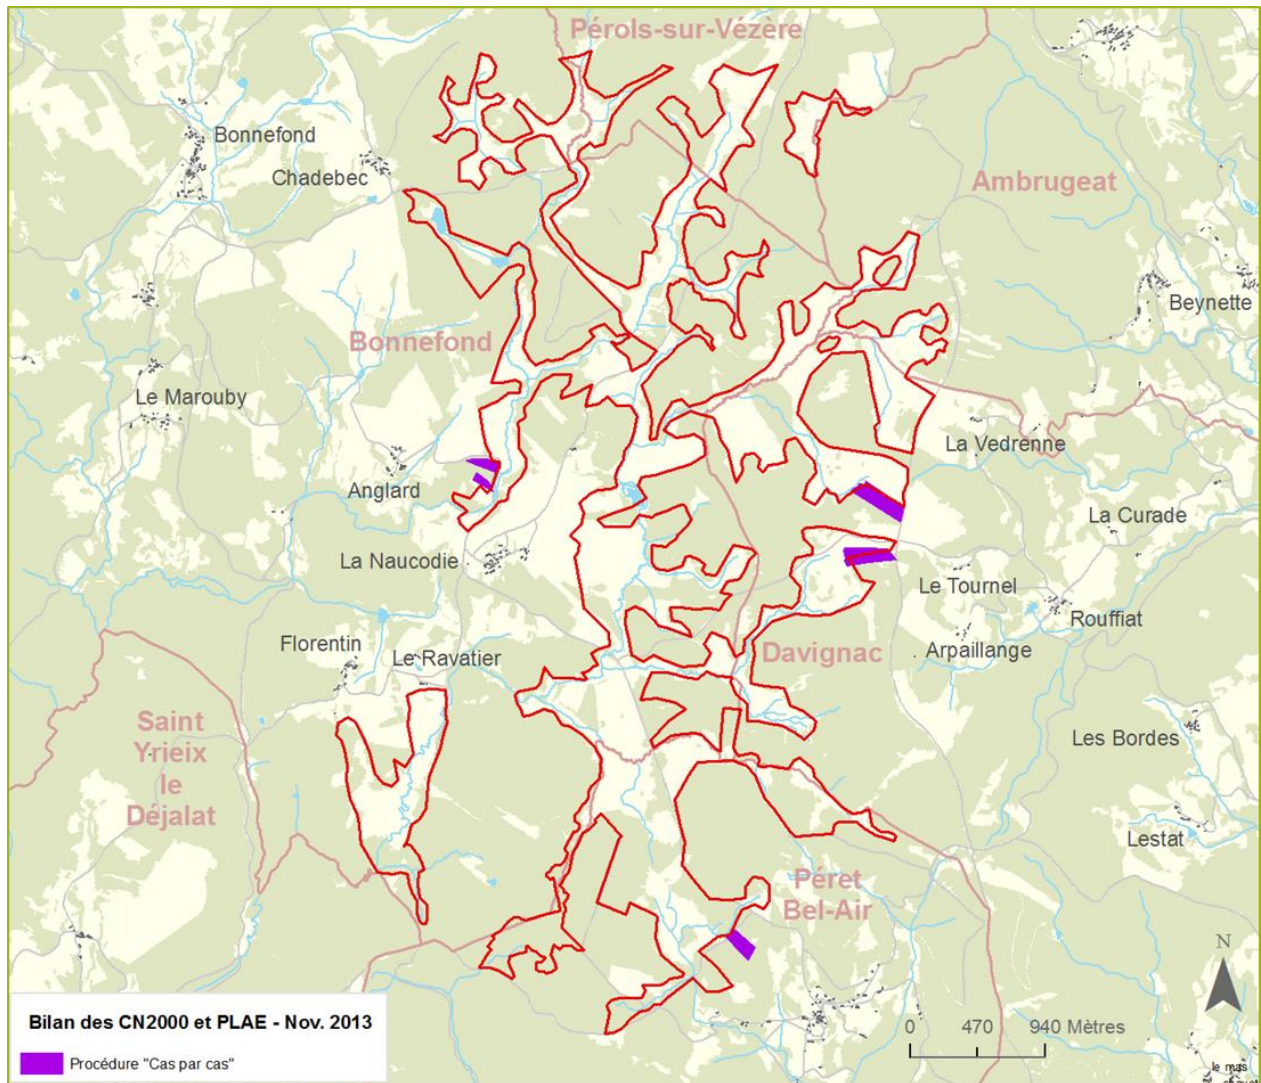 Pérols-sur-Vézère
Bonnefond
Chadebec
Ambrugeat
Beynette
Bonnefond
Le Marouby
La Vedrenne
Anglard
La Curade
La Naucodie
Le Tournel
Rouffiat
Florentin
Le Ravatier
Davignac
Arpaillange
Saint
Yrieix
le
Déjalat
Les Bordes
Lestat
Péret
Bel-Air
N
Bilan des CN2000 et PLAE - Nov. 2013
0 470 940 Mètres
Procédure "Cas par cas"
le mas